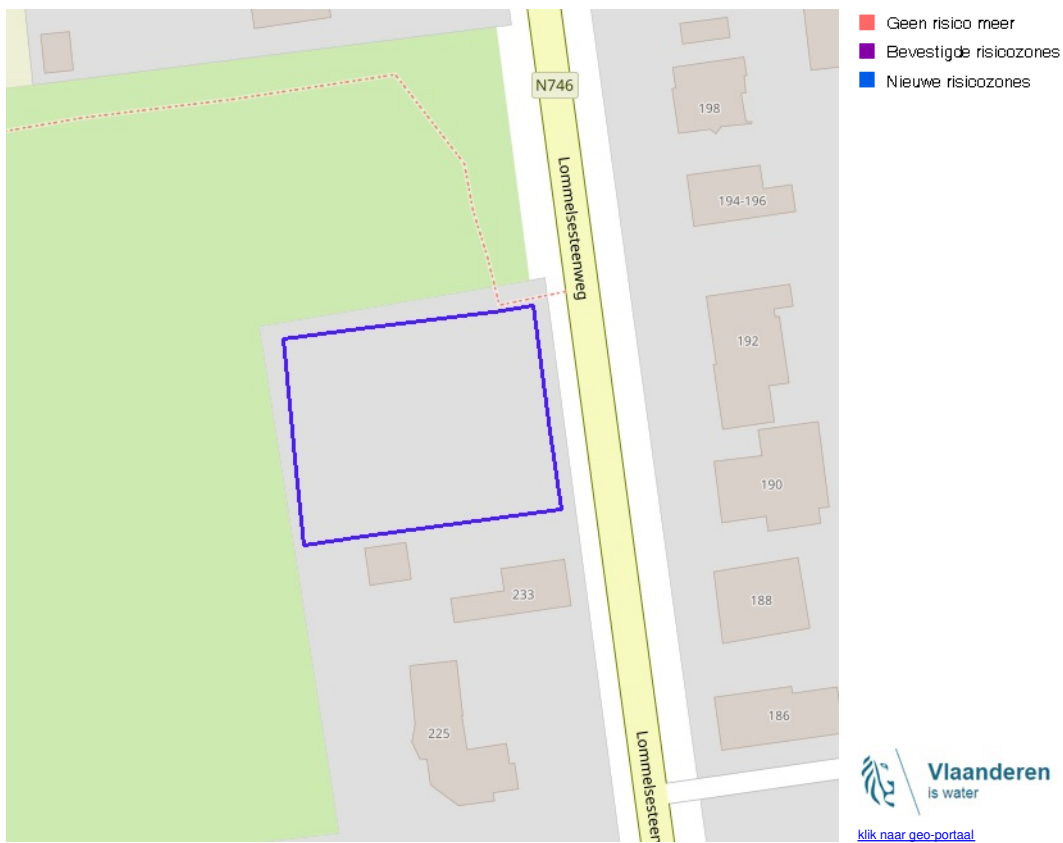 Geen risico meer
Bevestigde risicozones
Nieuwe risicozones
N746
198
Lommelsesteenweg
194-196
192
190
233
188
225
186
Lommelsesteen
Vlaanderen
is water
klik naar geo-portaal